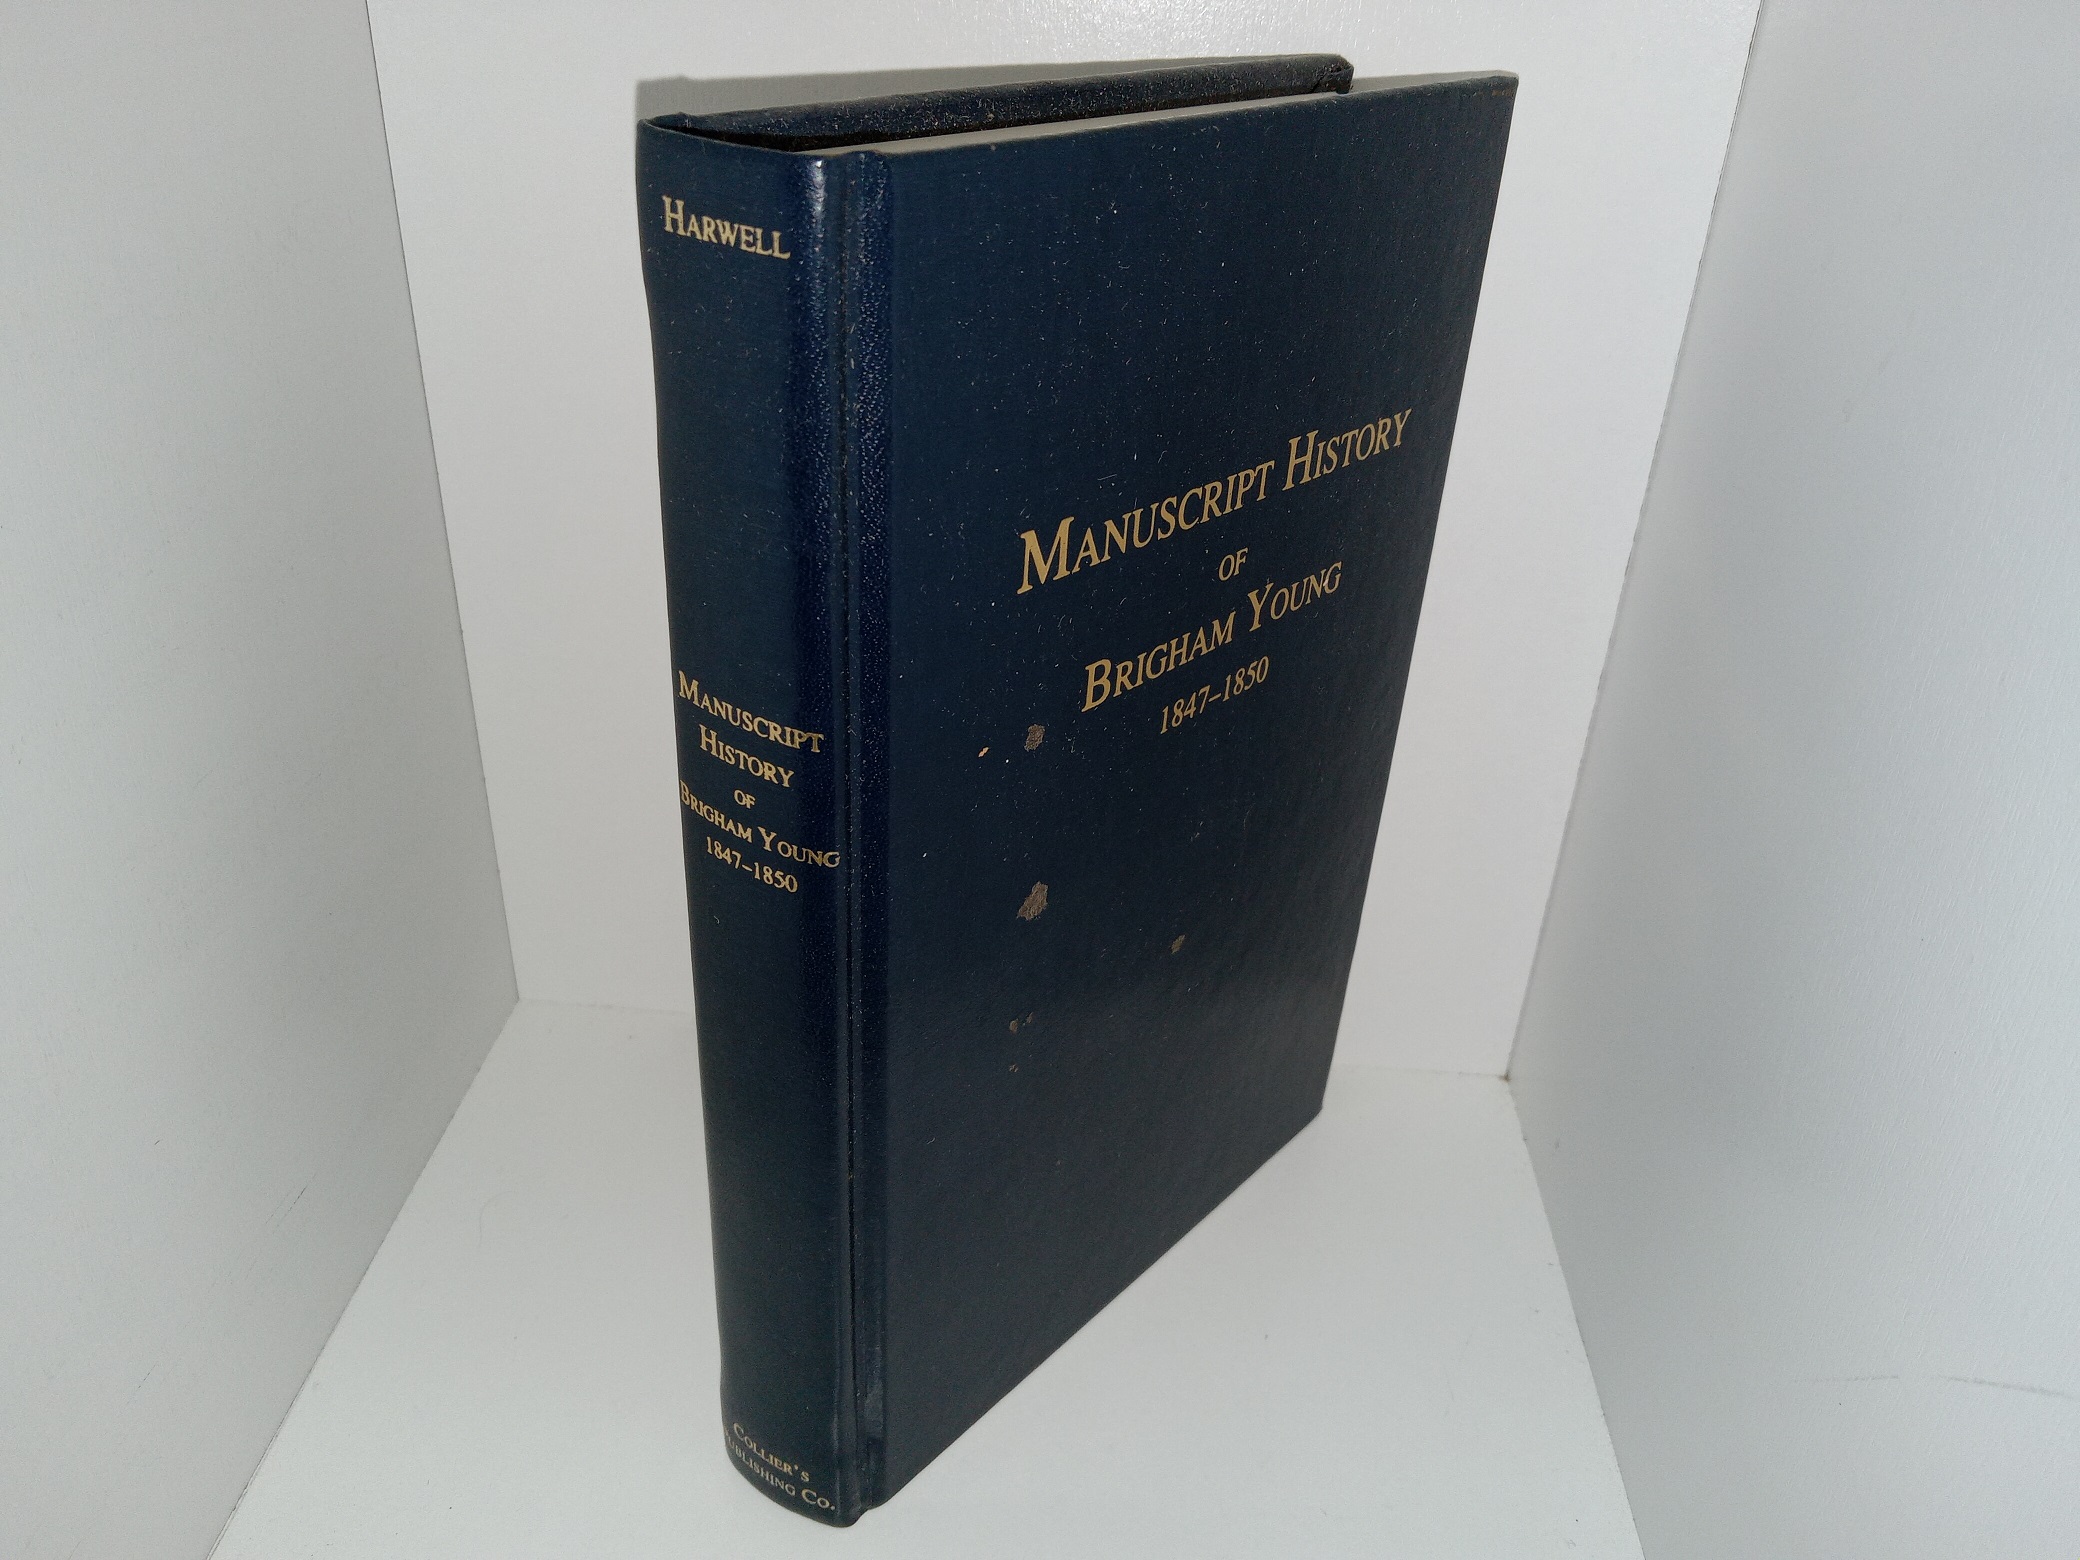 HARWELL
MANUSCRIPT
HISTORY
OF
BRIGHAM YOUNG
1847–1850
COLLIER'S
PUBLISHING CO.
MANUSCRIPT HISTORY
OF
BRIGHAM YOUNG
1847–1850